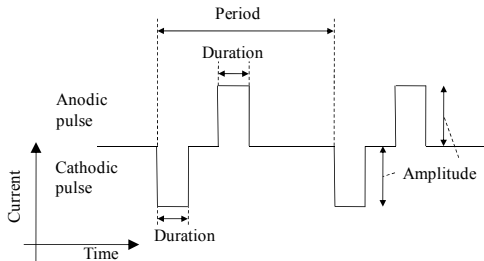 Period
Duration
Anodic
pulse
Cathodic
pulse
Amplitude
Current
Duration
Time